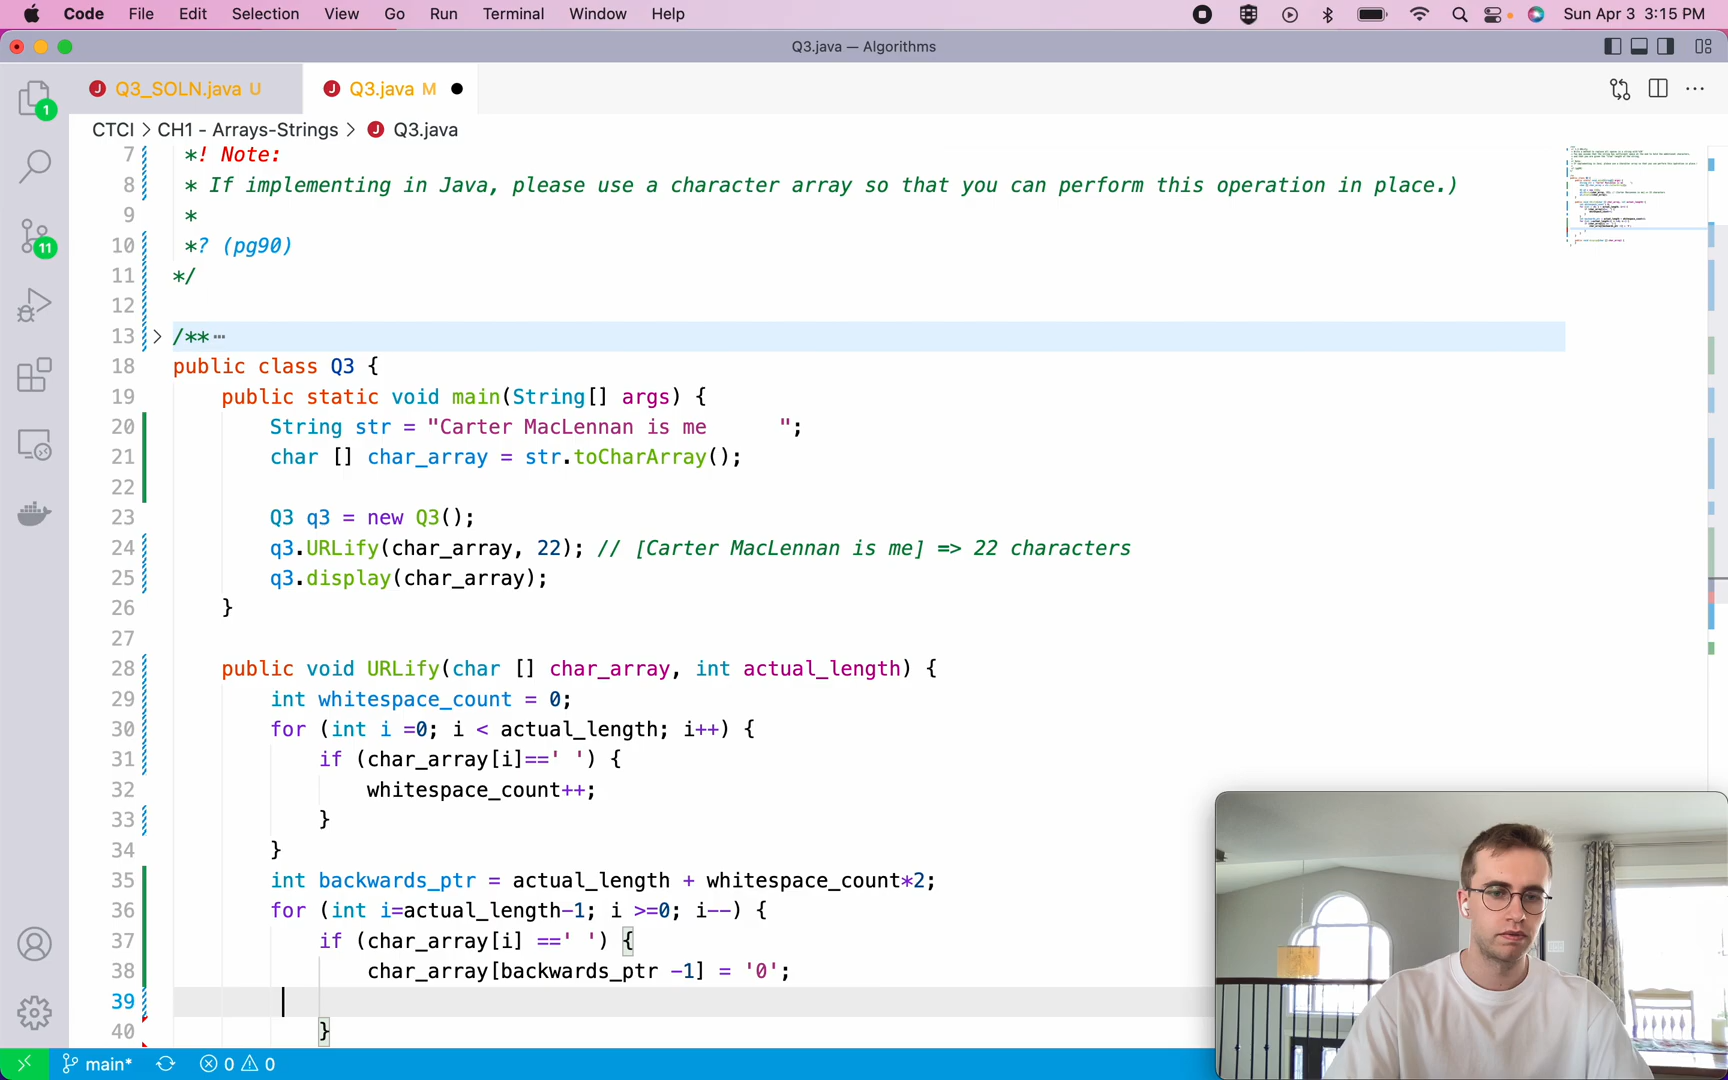 Code File Edit Selection View Go Run Terminal Window Help Sun Apr 3 3:15 PM
Q3.java — Algorithms
J Q3_SOLN.java U J Q3.java M
CTCI > CH1 - Arrays-Strings > J Q3.java
1
11
7 *! Note:
8 * If implementing in Java, please use a character array so that you can perform this operation in place.)
9 *
10 *? (pg90)
11 */
12
13 /**
18 public class Q3 {
19 public static void main(String[] args) {
20 String str = "Carter MacLennan is me      ";
21 char [] char_array = str.toCharArray();
22
23 Q3 q3 = new Q3();
24 q3.URLify(char_array, 22); // [Carter MacLennan is me] => 22 characters
25 q3.display(char_array);
26 }
27
28 public void URLify(char [] char_array, int actual_length) {
29 int whitespace_count = 0;
30 for (int i =0; i < actual_length; i++) {
31 if (char_array[i]==' ') {
32 whitespace_count++;
33 }
34 }
35 int backwards_ptr = actual_length + whitespace_count*2;
36 for (int i=actual_length-1; i >=0; i--) {
37 if (char_array[i] ==' ') {
38 char_array[backwards_ptr -1] = '0';
39
40 }
main* 0 0